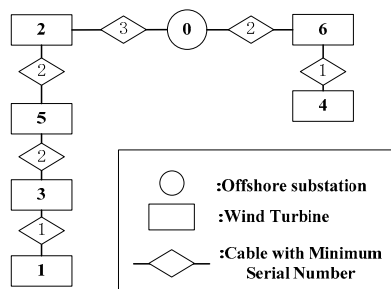 2 3 0 2 6
2 1
5 4
2
3
1
1
:Offshore substation
:Wind Turbine
:Cable with Minimum
Serial Number